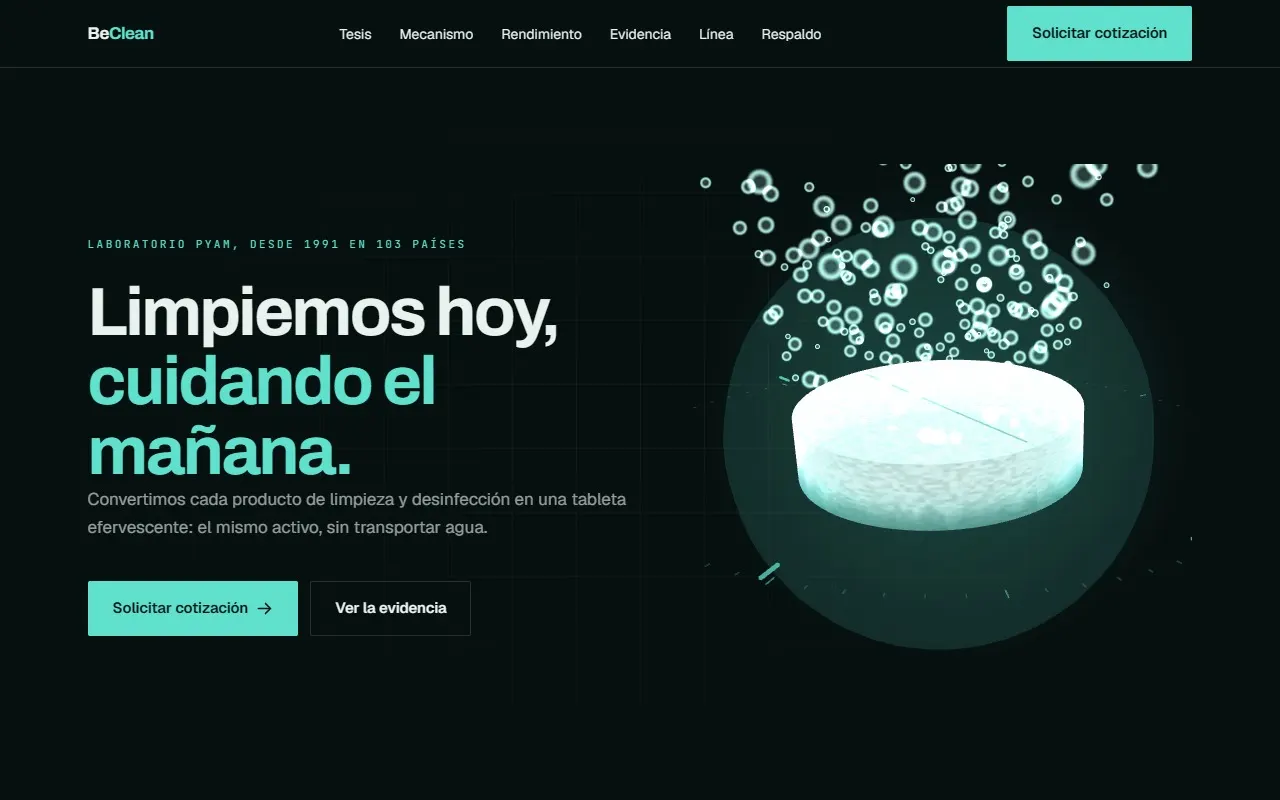 BeClean
Tesis
Mecanismo
Rendimiento
Evidencia
Línea
Respaldo
Solicitar cotización
LABORATORIO PYAM, DESDE 1991 EN 103 PAÍSES
Limpiemos hoy,
cuidando el
mañana.
Convertimos cada producto de limpieza y desinfección en una tableta
efervescente: el mismo activo, sin transportar agua.
Solicitar cotización →
Ver la evidencia